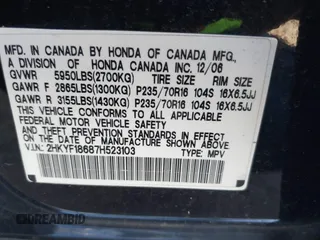 MFD. IN CANADA BY HONDA OF CANADA MFG.,
A DIVISION OF HONDA CANADA INC. 12/06
GVWR 5950LBS(2700KG) TIRE SIZE RIM SIZE
GAWR F 2865LBS(1300KG) P235/70R16 104S 16X6.5JJ
GAWR R 3155LBS(1430KG) P235/70R16 104S 16X6.5JJ
THIS VEHICLE CONFORMS TO ALL APPLICABLE
FEDERAL MOTOR VEHICLE SAFETY
STANDARDS IN EFFECT ON THE
DATE OF MANUFACTURE SHOWN ABOVE.
V.I.N.: 2HKYF18687H523103 TYPE: MPV
DREAMBID